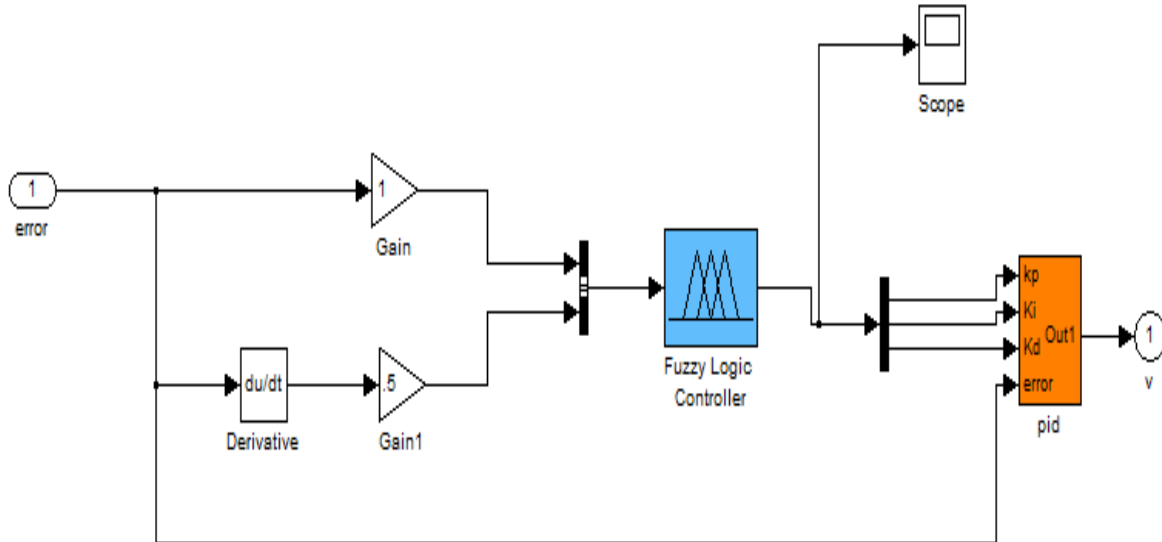 Scope
1
error
1
Gain
du/dt
Derivative
.5
Gain1
Fuzzy Logic
Controller
kp
Ki
Kd
error
Out1
pid
1
v